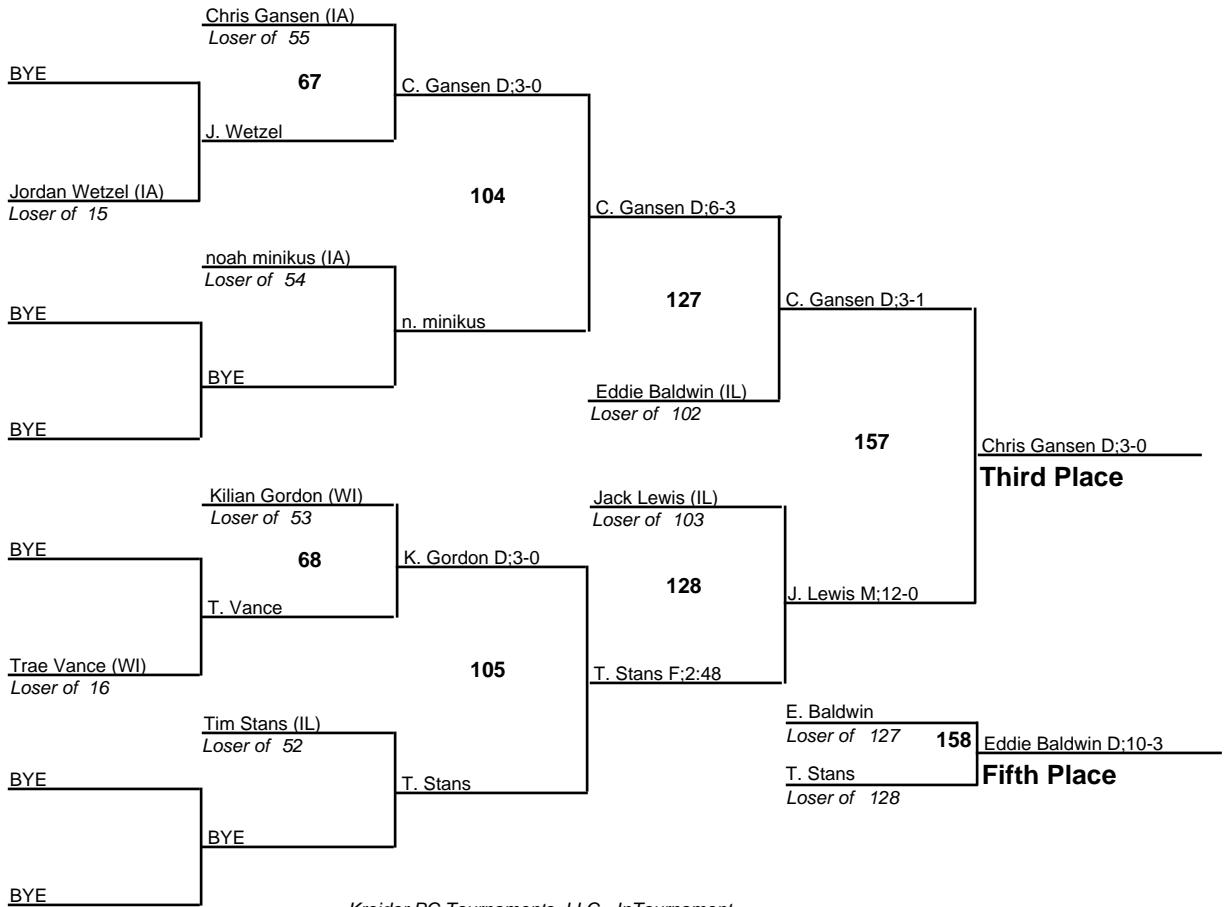 Chris Gansen (IA)
Loser of 55
BYE
67
C. Gansen D;3-0
J. Wetzel
Jordan Wetzel (IA)
Loser of 15
104
C. Gansen D;6-3
noah minikus (IA)
Loser of 54
BYE
n. minikus
127
C. Gansen D;3-1
BYE
Eddie Baldwin (IL)
Loser of 102
BYE
157
Chris Gansen D;3-0
Third Place
Kilian Gordon (WI)
Loser of 53
Jack Lewis (IL)
Loser of 103
BYE
68
K. Gordon D;3-0
128
T. Vance
J. Lewis M;12-0
Trae Vance (WI)
Loser of 16
105
T. Stans F;2:48
Tim Stans (IL)
Loser of 52
E. Baldwin
Loser of 127
158
Eddie Baldwin D;10-3
Fifth Place
BYE
T. Stans
T. Stans
Loser of 128
BYE
BYE